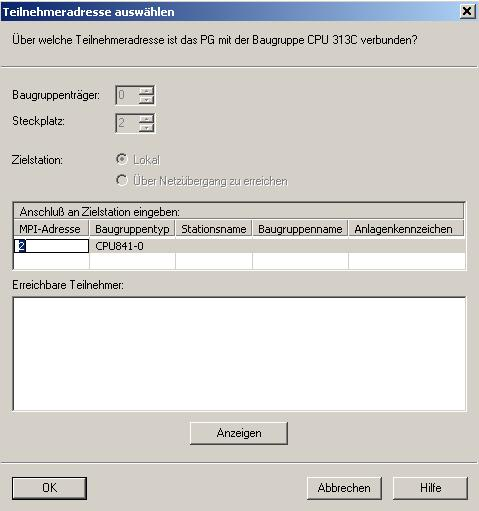 Teilnehmeradresse auswählen
Über welche Teilnehmeradresse ist das PG mit der Baugruppe CPU 313C verbunden?
Baugruppenträger: 0
Steckplatz: 2
Zielstation: Lokal
Über Netzübergang zu erreichen
Anschluß an Zielstation eingeben:
MPI-Adresse Baugruppentyp Stationsname Baugruppenname Anlagenkennzeichen
2 CPU841-0
Erreichbare Teilnehmer:
Anzeigen
OK Abbrechen Hilfe